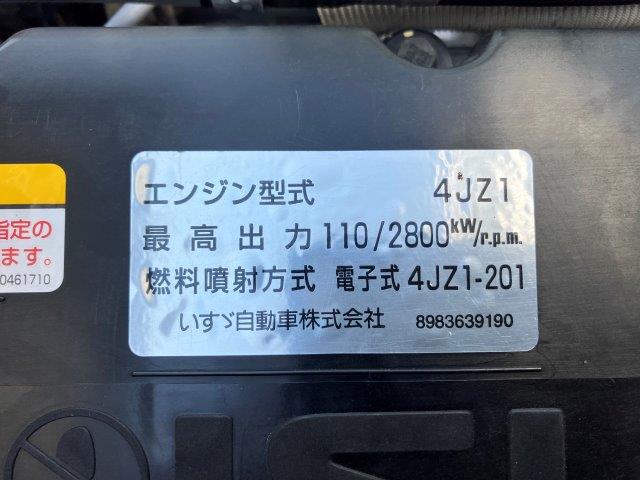 エンジン型式 4JZ1
最高出力 110/2800kW/r.p.m.
燃料噴射方式 電子式 4JZ1-201
いすゞ自動車株式会社 8983639190
指定の
ます。
0461710